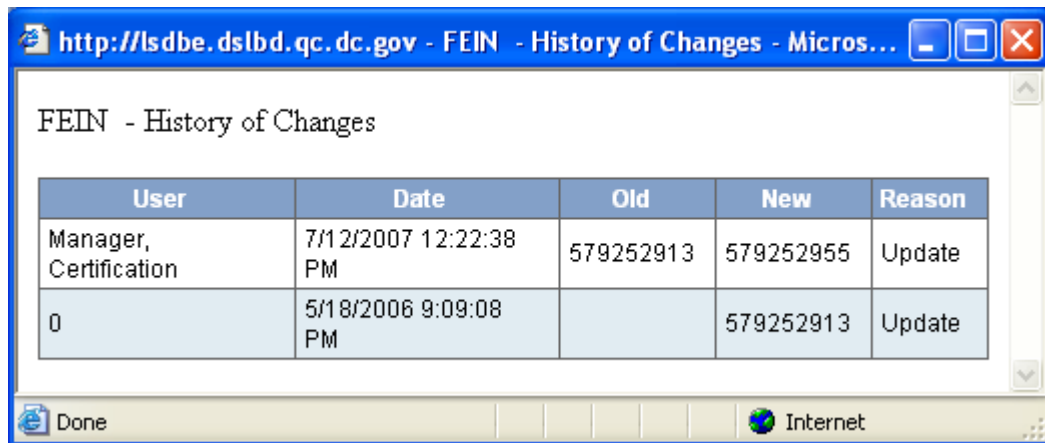 http://lsdbe.dslbd.qc.dc.gov - FEIN - History of Changes - Micros...
FEIN - History of Changes
User Date Old New Reason
Manager, Certification 7/12/2007 12:22:38 PM 579252913 579252955 Update
0 5/18/2006 9:09:08 PM 579252913 Update
Done Internet